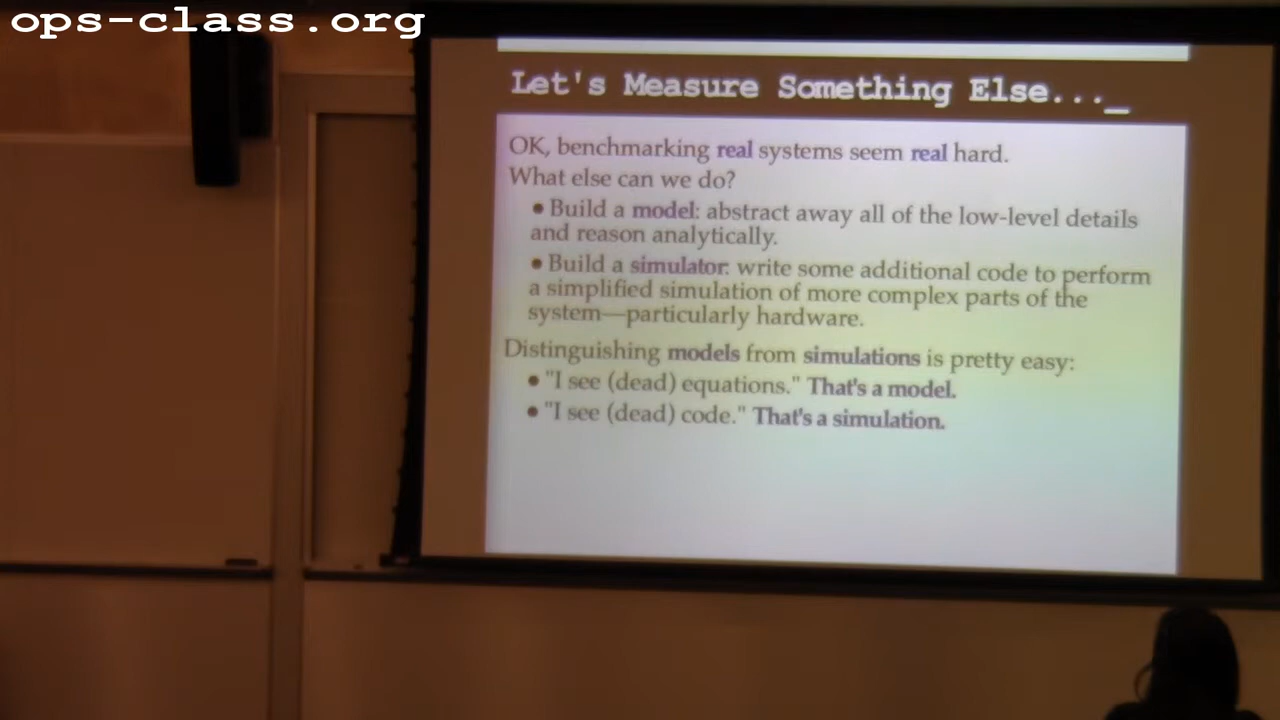 ops-class.org
Let's Measure Something Else..._
OK, benchmarking real systems seem real hard.
What else can we do?
• Build a model: abstract away all of the low-level details
and reason analytically.
• Build a simulator: write some additional code to perform
a simplified simulation of more complex parts of the
system—particularly hardware.
Distinguishing models from simulations is pretty easy:
• "I see (dead) equations." That's a model.
• "I see (dead) code." That's a simulation.